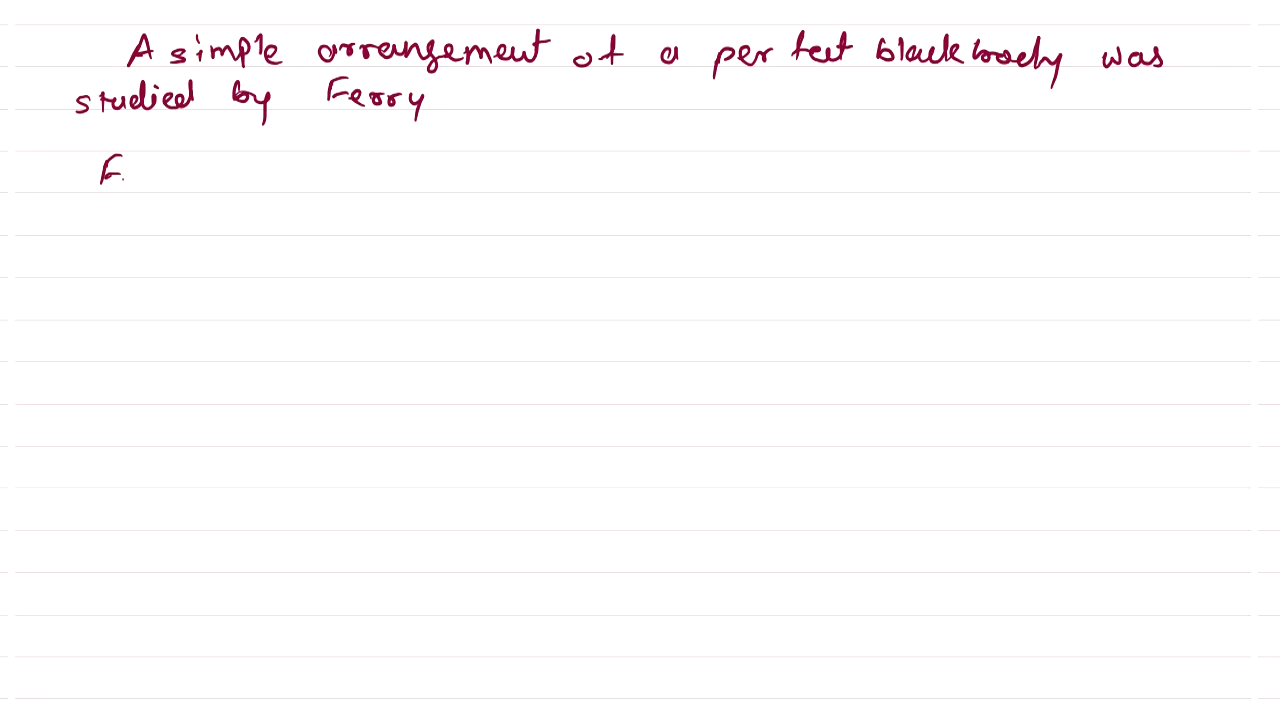 A simple arrangement of a perfect blackbody was
studied by Ferry
F